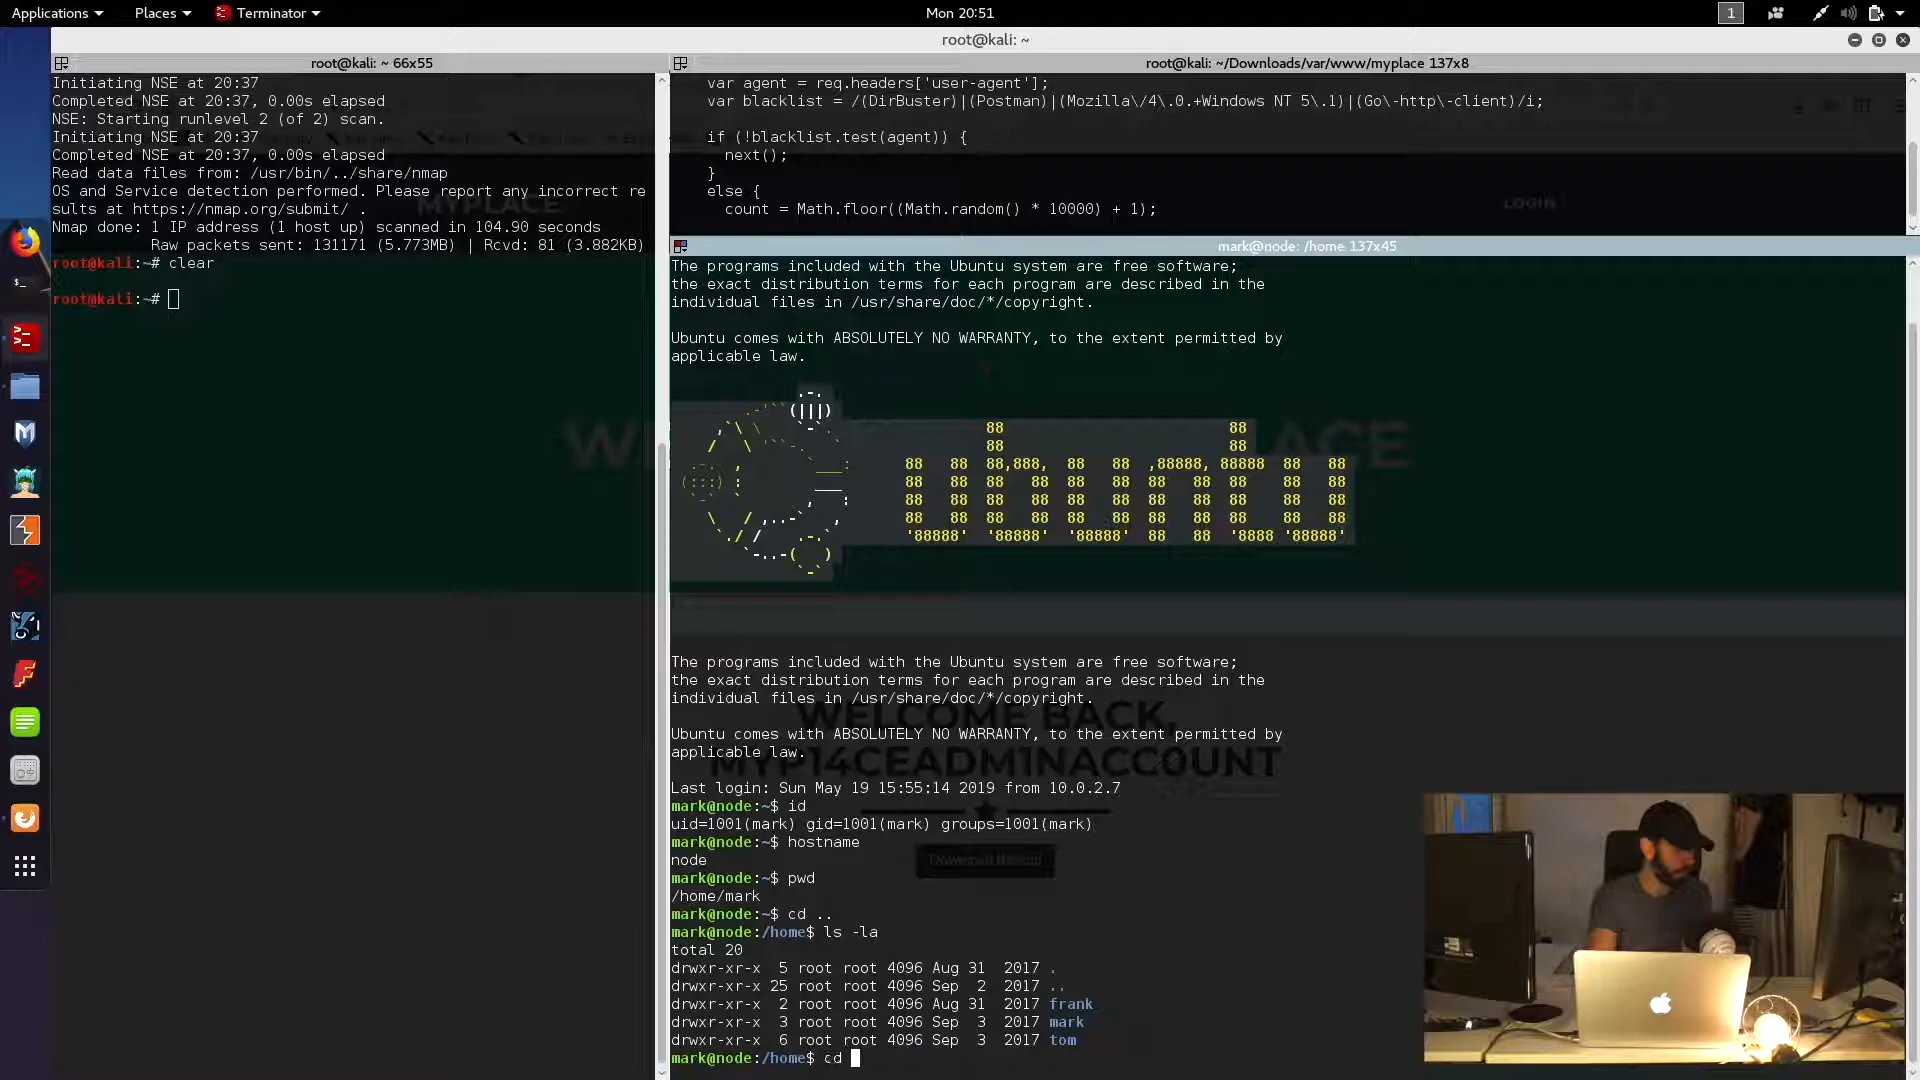 Applications
Places
Terminator
Mon 20:51
1
root@kali: ~
root@kali: ~ 66x55
Initiating NSE at 20:37
Completed NSE at 20:37, 0.00s elapsed
NSE: Starting runlevel 2 (of 2) scan.
Initiating NSE at 20:37
Completed NSE at 20:37, 0.00s elapsed
Read data files from: /usr/bin/../share/nmap
OS and Service detection performed. Please report any incorrect re
sults at https://nmap.org/submit/ .
Nmap done: 1 IP address (1 host up) scanned in 104.90 seconds
Raw packets sent: 131171 (5.773MB) | Rcvd: 81 (3.882KB)
root@kali:~# clear
root@kali:~#
root@kali: ~/Downloads/var/www/myplace 137x8
var agent = req.headers['user-agent'];
var blacklist = /(DirBuster)|(Postman)|(Mozilla\/4\.0.+Windows NT 5\.1)|(Go\-http\-client)/i;
if (!blacklist.test(agent)) {
next();
}
else {
count = Math.floor((Math.random() * 10000) + 1);
MYPLACE
LOGIN
mark@node: /home 137x45
The programs included with the Ubuntu system are free software;
the exact distribution terms for each program are described in the
individual files in /usr/share/doc/*/copyright.
Ubuntu comes with ABSOLUTELY NO WARRANTY, to the extent permitted by
applicable law.
ubuntu
The programs included with the Ubuntu system are free software;
the exact distribution terms for each program are described in the
individual files in /usr/share/doc/*/copyright.
WELCOME BACK,
Ubuntu comes with ABSOLUTELY NO WARRANTY, to the extent permitted by
applicable law.
MYP14CEADM1NACCOUNT
Last login: Sun May 19 15:55:14 2019 from 10.0.2.7
mark@node:~$ id
uid=1001(mark) gid=1001(mark) groups=1001(mark)
mark@node:~$ hostname
node
Download Backup
mark@node:~$ pwd
/home/mark
mark@node:~$ cd ..
mark@node:/home$ ls -la
total 20
drwxr-xr-x 5 root root 4096 Aug 31 2017 .
drwxr-xr-x 25 root root 4096 Sep 2 2017 ..
drwxr-xr-x 2 root root 4096 Aug 31 2017 frank
drwxr-xr-x 3 root root 4096 Sep 3 2017 mark
drwxr-xr-x 6 root root 4096 Sep 3 2017 tom
mark@node:/home$ cd